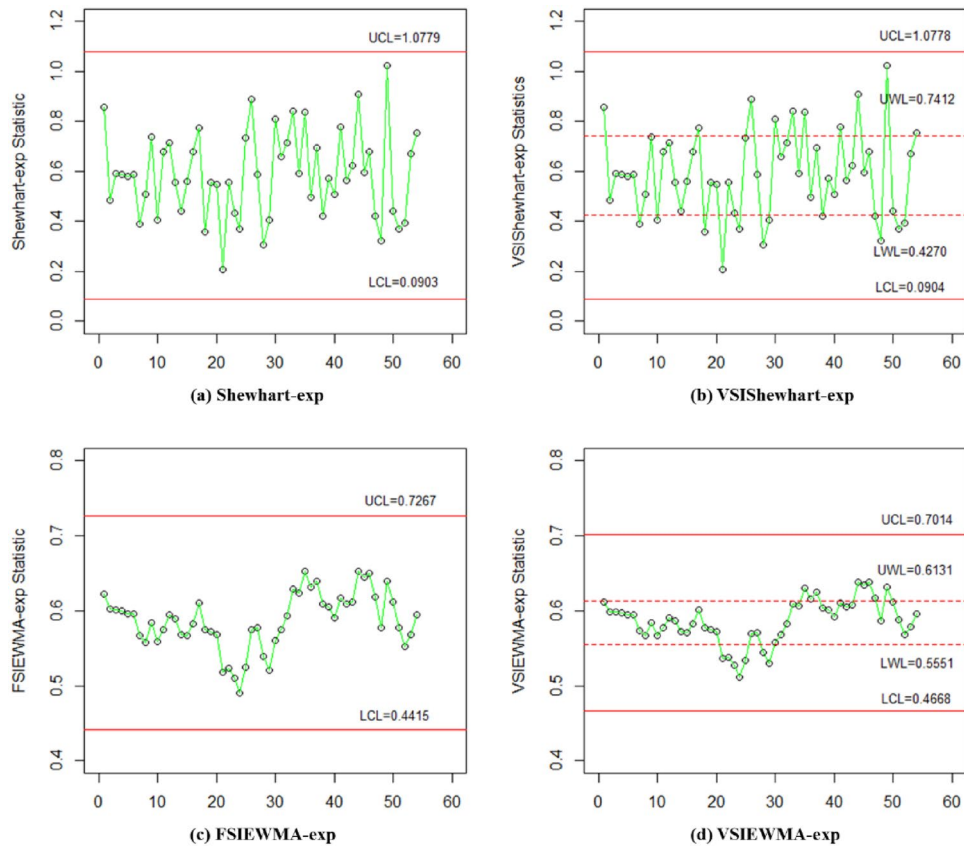 1.2
1.0
0.8
0.6
0.4
0.2
0.0
Shewhart-exp Statistic
UCL=1.0779
LCL=0.0903
0 10 20 30 40 50 60
(a) Shewhart-exp
1.2
1.0
0.8
0.6
0.4
0.2
0.0
VSIShewhart-exp Statistics
UCL=1.0778
UWL=0.7412
LWL=0.4270
LCL=0.0904
0 10 20 30 40 50 60
(b) VSIShewhart-exp
0.8
0.7
0.6
0.5
0.4
FSIEWMA-exp Statistic
UCL=0.7267
LCL=0.4415
0 10 20 30 40 50 60
(c) FSIEWMA-exp
0.8
0.7
0.6
0.5
0.4
VSIEWMA-exp Statistic
UCL=0.7014
UWL=0.6131
LWL=0.5551
LCL=0.4668
0 10 20 30 40 50 60
(d) VSIEWMA-exp